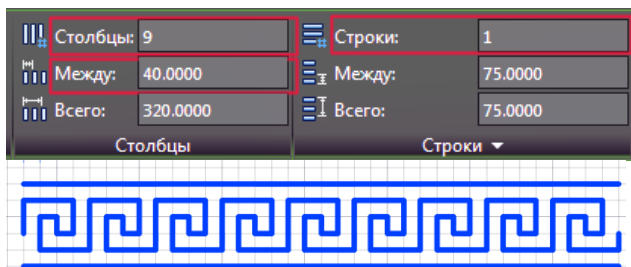 Столбцы: 9 Строки: 1
Между: 40.0000 Между: 75.0000
Всего: 320.0000 Всего: 75.0000
Столбцы Строки